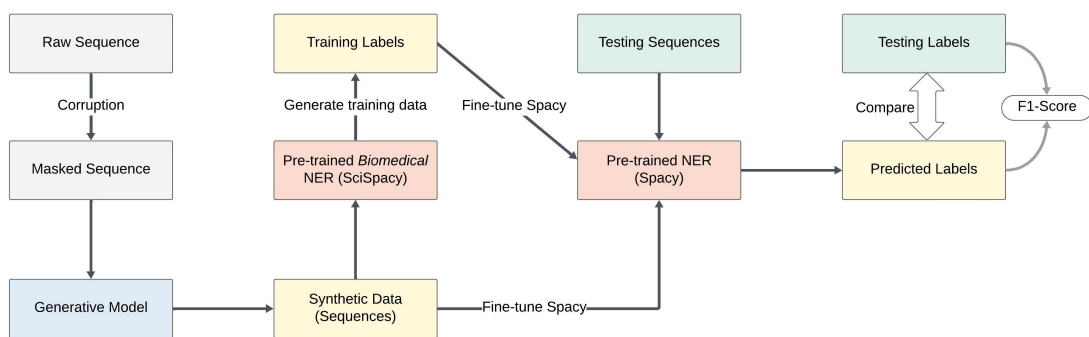 Raw Sequence
Training Labels
Testing Sequences
Testing Labels
Corruption
Generate training data
Fine-tune Spacy
Compare
F1-Score
Masked Sequence
Pre-trained Biomedical
NER (SciSpacy)
Pre-trained NER
(Spacy)
Predicted Labels
Generative Model
Synthetic Data
(Sequences)
Fine-tune Spacy